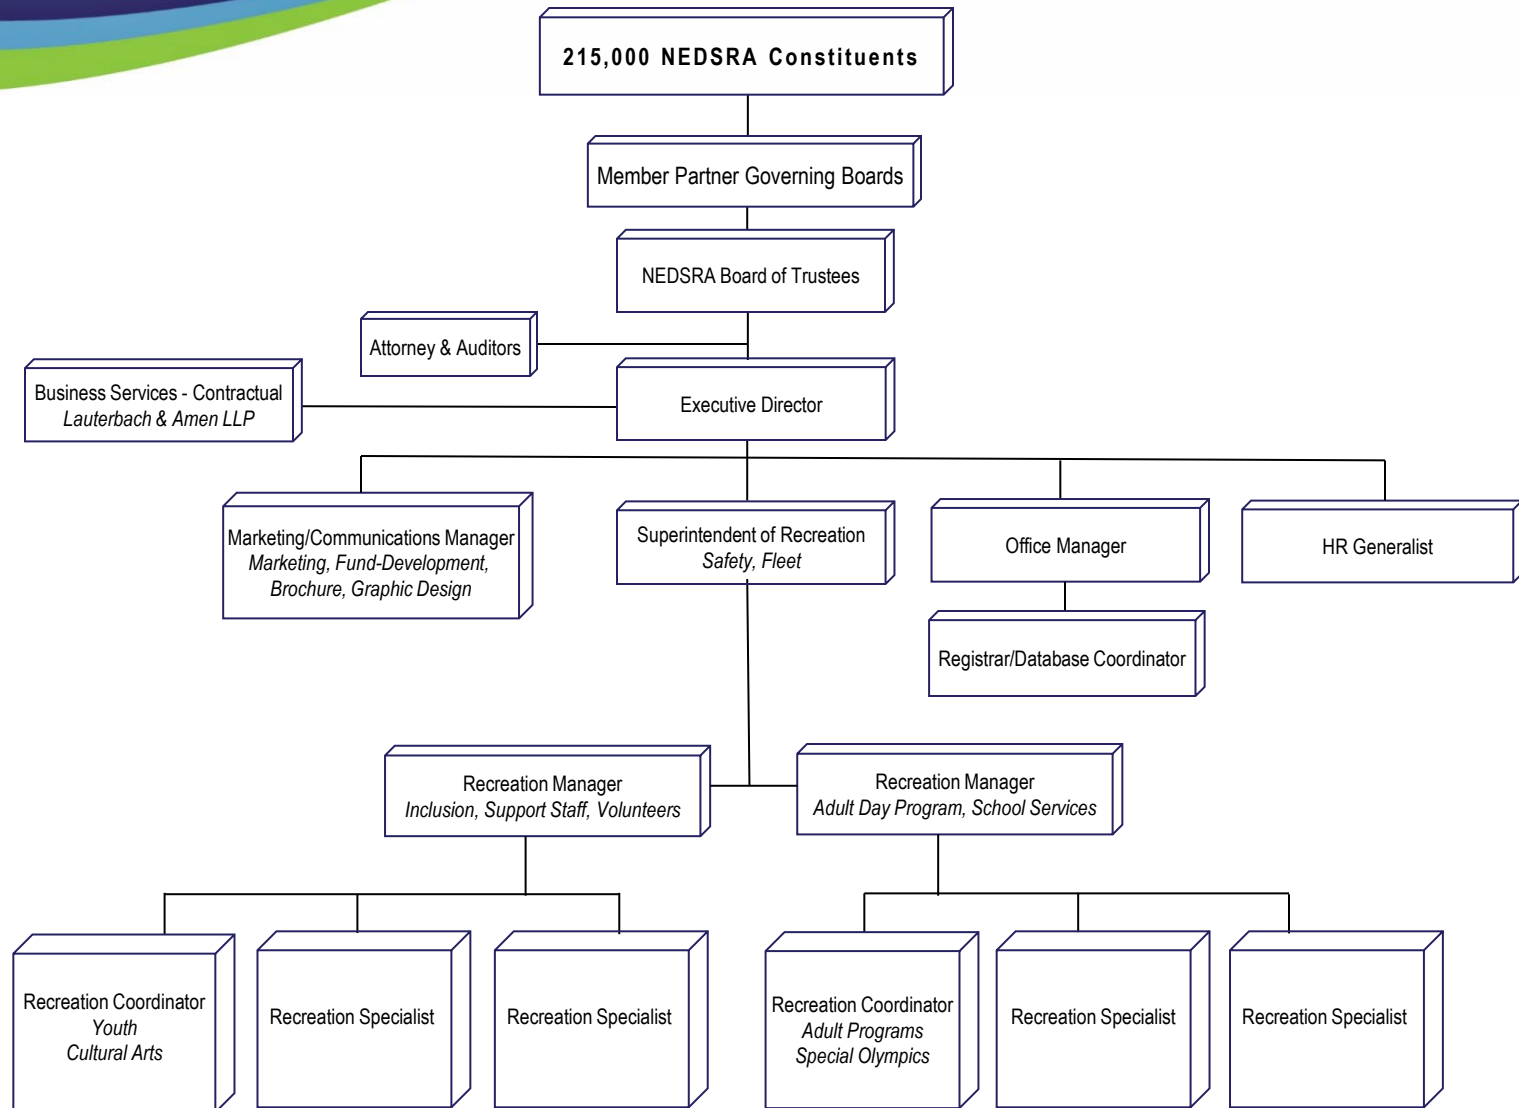 215,000 NEDSRA Constituents
Member Partner Governing Boards
NEDSRA Board of Trustees
Attorney & Auditors
Business Services - Contractual
Lauterbach & Amen LLP
Executive Director
Marketing/Communications Manager
Marketing, Fund-Development,
Brochure, Graphic Design
Superintendent of Recreation
Safety, Fleet
Office Manager
HR Generalist
Registrar/Database Coordinator
Recreation Manager
Inclusion, Support Staff, Volunteers
Recreation Manager
Adult Day Program, School Services
Recreation Coordinator
Youth
Cultural Arts
Recreation Specialist
Recreation Specialist
Recreation Coordinator
Adult Programs
Special Olympics
Recreation Specialist
Recreation Specialist